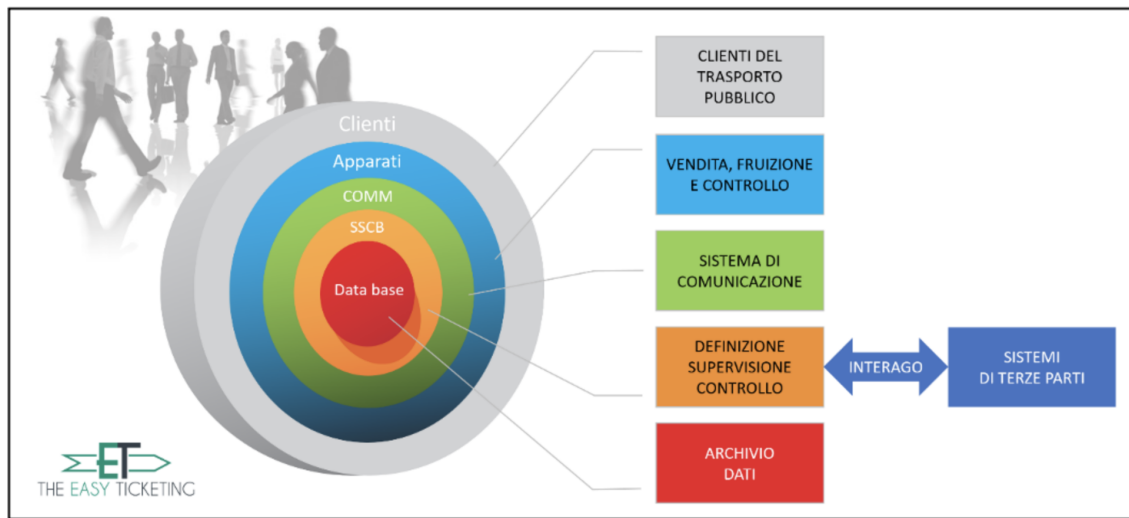 Clienti
Apparati
COMM
SSCB
Data base
CLIENTI DEL
TRASPORTO
PUBBLICO
VENDITA, FRUIZIONE
E CONTROLLO
SISTEMA DI
COMUNICAZIONE
DEFINIZIONE
SUPERVISIONE
CONTROLLO
INTERAGO
SISTEMI
DI TERZE PARTI
ARCHIVIO
DATI
ET
THE EASY TICKETING